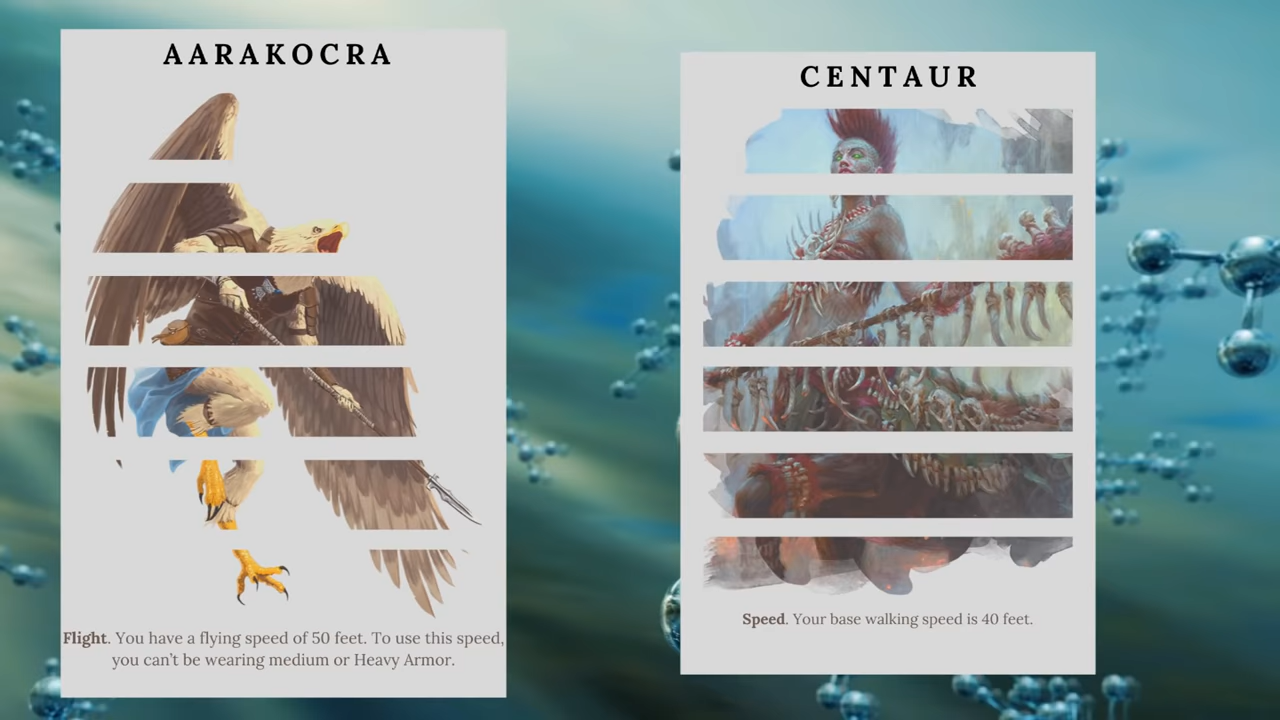 AARAKOCRA
Flight. You have a flying speed of 50 feet. To use this speed,
you can't be wearing medium or Heavy Armor.
CENTAUR
Speed. Your base walking speed is 40 feet.